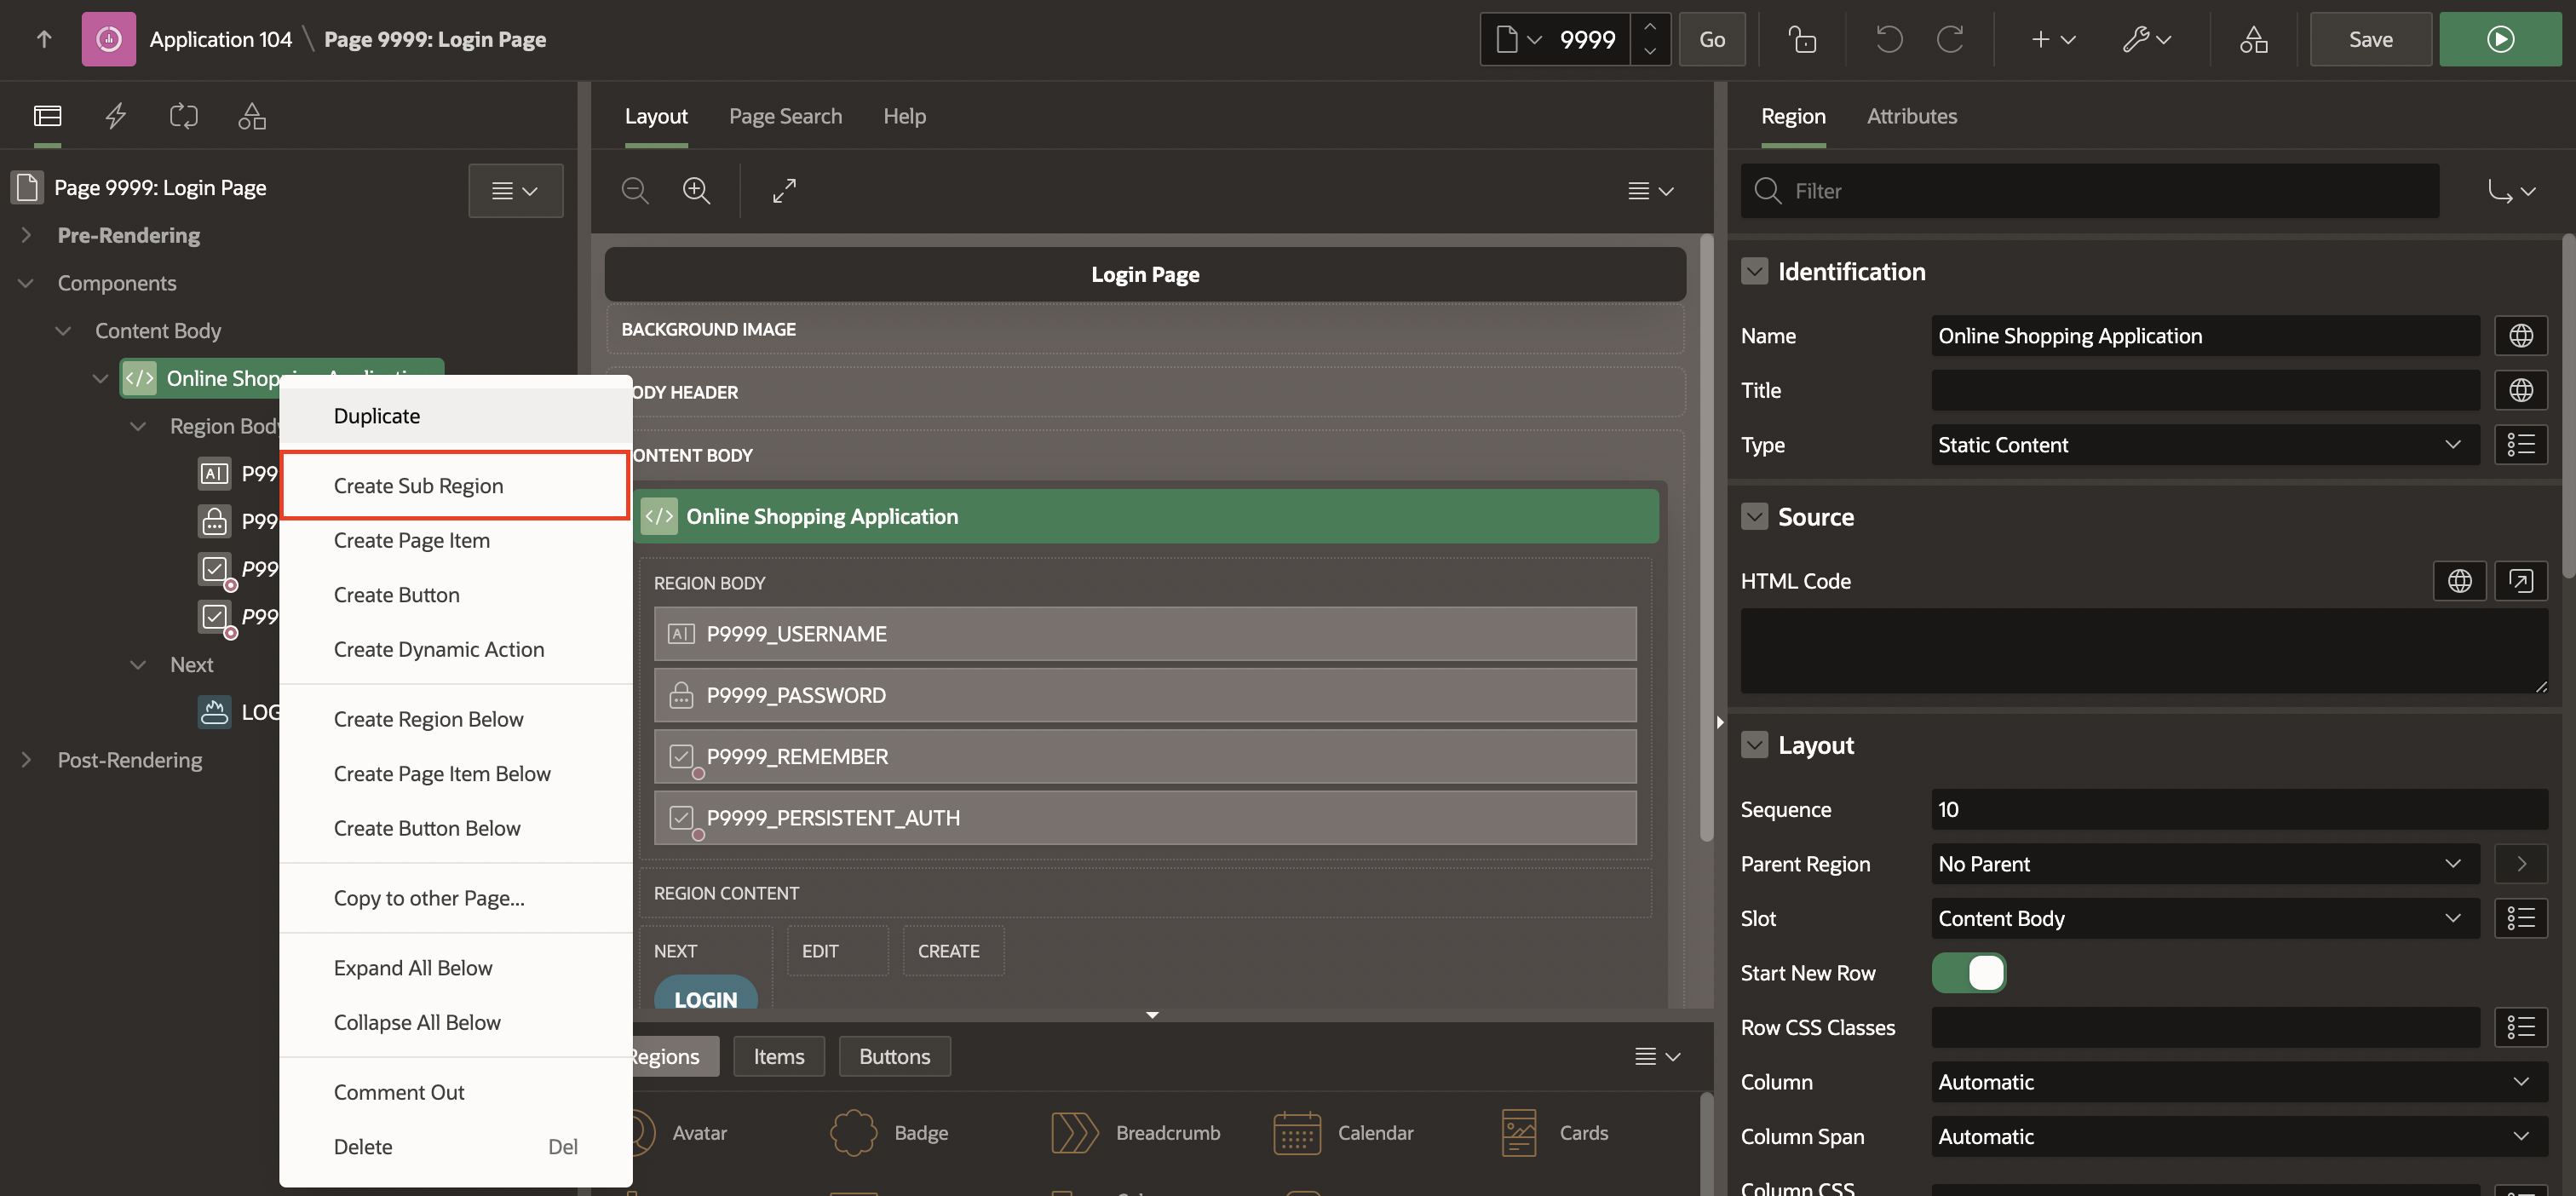 Application 104 \ Page 9999: Login Page
9999
Go
Save
Page 9999: Login Page
Pre-Rendering
Components
Content Body
Online Shop
Region Body
P99
P99
P99
P99
Next
LOG
Post-Rendering
Duplicate
Create Sub Region
Create Page Item
Create Button
Create Dynamic Action
Create Region Below
Create Page Item Below
Create Button Below
Copy to other Page...
Expand All Below
Collapse All Below
Comment Out
Delete Del
Layout Page Search Help
Login Page
BACKGROUND IMAGE
ODY HEADER
ONTENT BODY
</> Online Shopping Application
REGION BODY
P9999_USERNAME
P9999_PASSWORD
P9999_REMEMBER
P9999_PERSISTENT_AUTH
REGION CONTENT
NEXT EDIT CREATE
LOGIN
Regions Items Buttons
Avatar Badge Breadcrumb Calendar Cards
Region Attributes
Filter
Identification
Name Online Shopping Application
Title
Type Static Content
Source
HTML Code
Layout
Sequence 10
Parent Region No Parent
Slot Content Body
Start New Row
Row CSS Classes
Column Automatic
Column Span Automatic
Column CSS